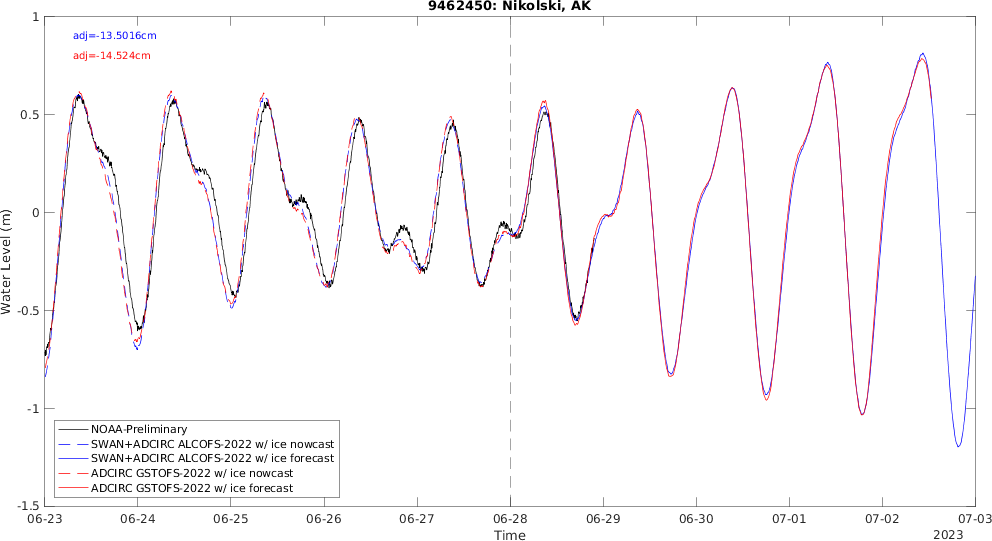 9462450: Nikolski, AK
adj=-13.5016cm
adj=-14.524cm
Water Level (m)
1
0.5
0
-0.5
-1
-1.5
NOAA-Preliminary
SWAN+ADCIRC ALCOFS-2022 w/ ice nowcast
SWAN+ADCIRC ALCOFS-2022 w/ ice forecast
ADCIRC GSTOFS-2022 w/ ice nowcast
ADCIRC GSTOFS-2022 w/ ice forecast
06-23 06-24 06-25 06-26 06-27 06-28 06-29 06-30 07-01 07-02 07-03
Time
2023